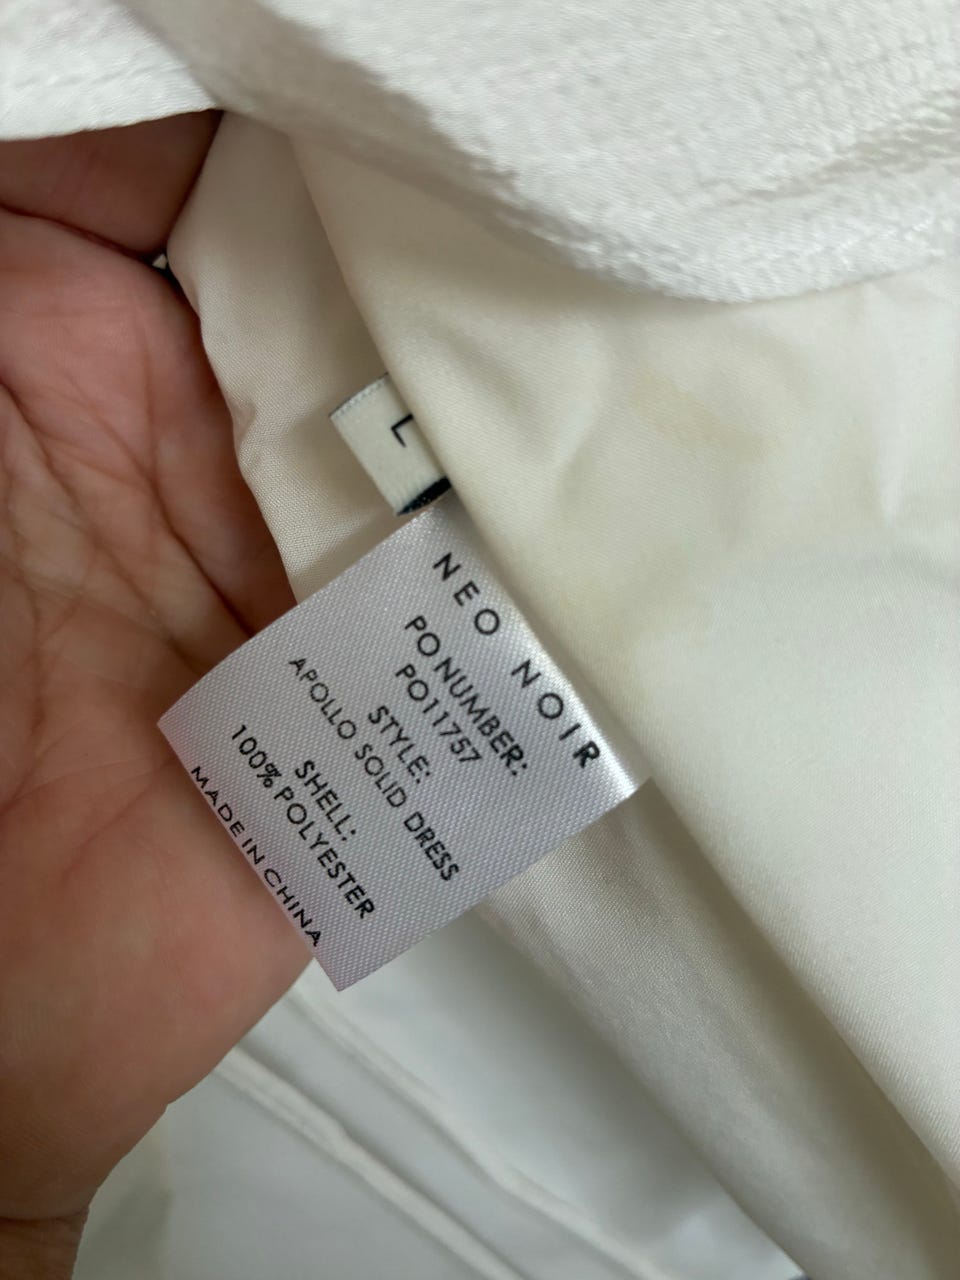 L
NEO NOIR
PO NUMBER:
PO11757
STYLE:
APOLLO SOLID DRESS
SHELL:
100% POLYESTER
MADE IN CHINA